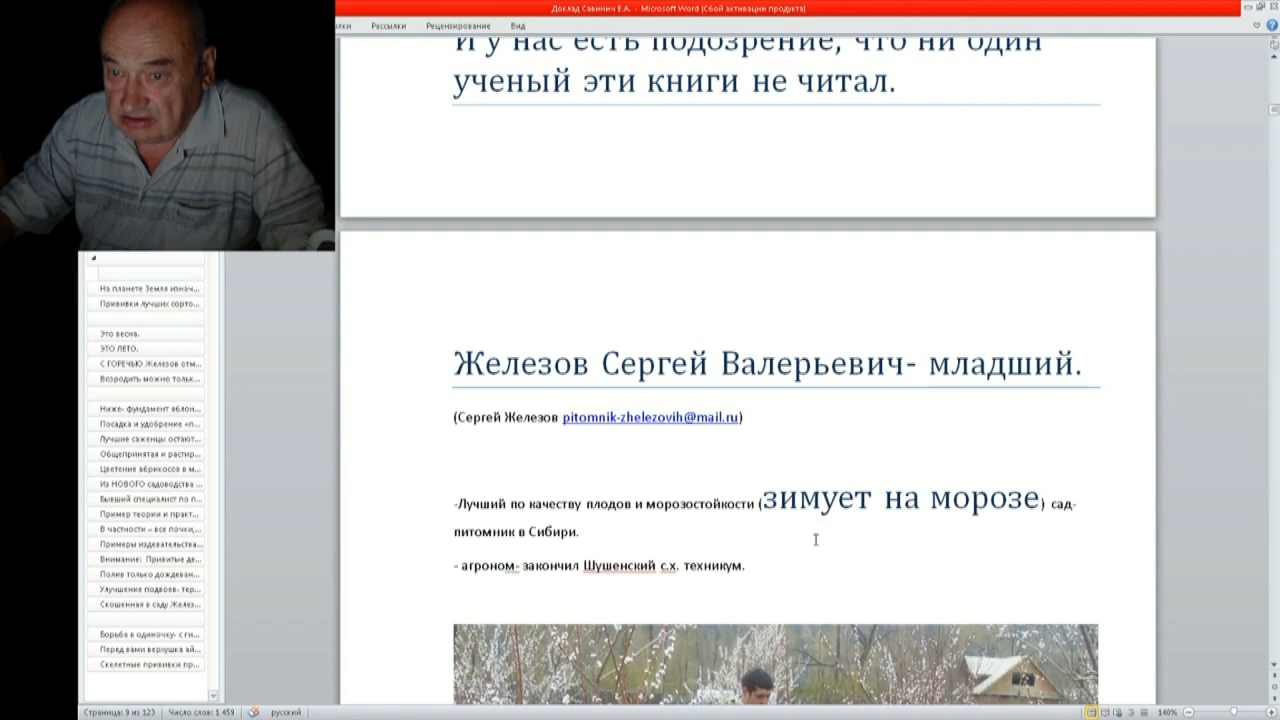 Доклад Савинич Е.А. - Microsoft Word (Сбой активации продукта)
лки Рассылки Рецензирование Вид
и у нас есть подозрение, что ни один
ученый эти книги не читал.
Железов Сергей Валерьевич- младший.
(Сергей Железов pitomnik-zhelezovih@mail.ru)
-Лучший по качеству плодов и морозостойкости (зимует на морозе) сад-
питомник в Сибири.
- агроном- закончил Шушенский с.х. техникум.
На планете Земля изнач...
Прививки лучших сорто...
Это весна.
ЭТО ЛЕТО.
С ГОРЕЧЬЮ Железов отм...
Возродить можно тольк...
Ниже- фундамент яблон...
Посадка и удобрение «п...
Лучшие саженцы остают...
Общепринятая и растир...
Цветение абрикосов в м...
Из НОВОГО садоводства ...
Бывший специалист по п...
Пример теории и практ...
В частности – все почки,...
Примеры издевательства...
Внимание: Привитые де...
Полив только дождеван...
Улучшение подвоев- тер...
Скошенная в саду Желез...
Борьба в одиночку- с ги...
Перед вами верхушка ай...
Скелетные прививки пр...
Страница: 9 из 123 Число слов: 1 459 русский 140%